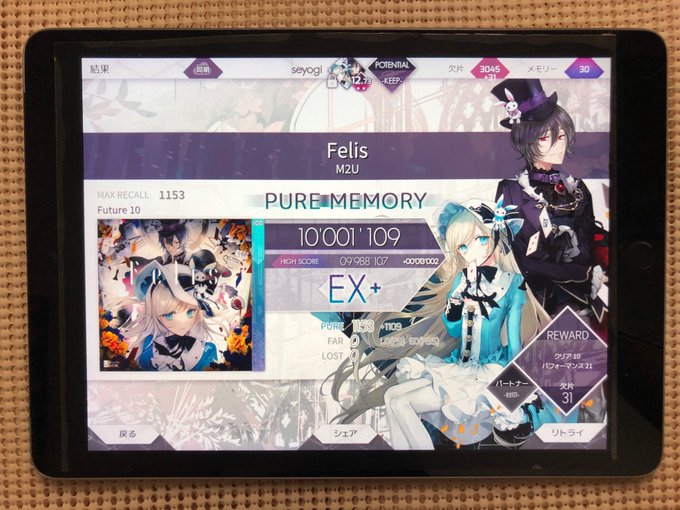 結果
同期
seyogi
12.73
POTENTIAL
-KEEP-
欠片
3045
+31
メモリー
30
Felis
M2U
MAX RECALL 1153
Future 10
PURE MEMORY
10'001'109
HIGH SCORE 09'988'107 +00'013'002
EX+
PURE 1153 +1109
FAR 0
LOST 0
REWARD
クリア 10
パフォーマンス 21
欠片
31
パートナー
-封印-
戻る
シェア
リトライ